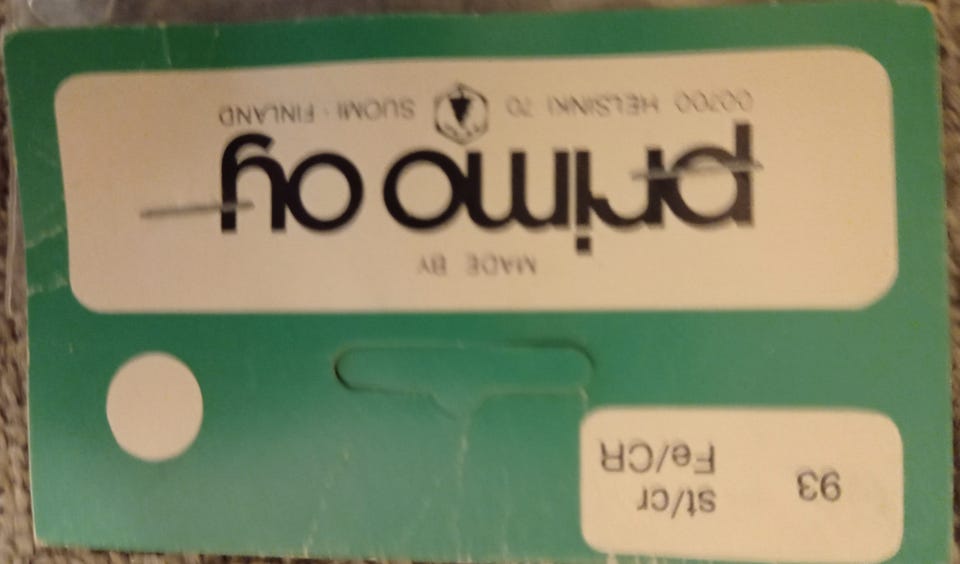 93
st/cr
Fe/CR
MADE BY
primo oy
00700 HELSINKI 70 SUOMI - FINLAND